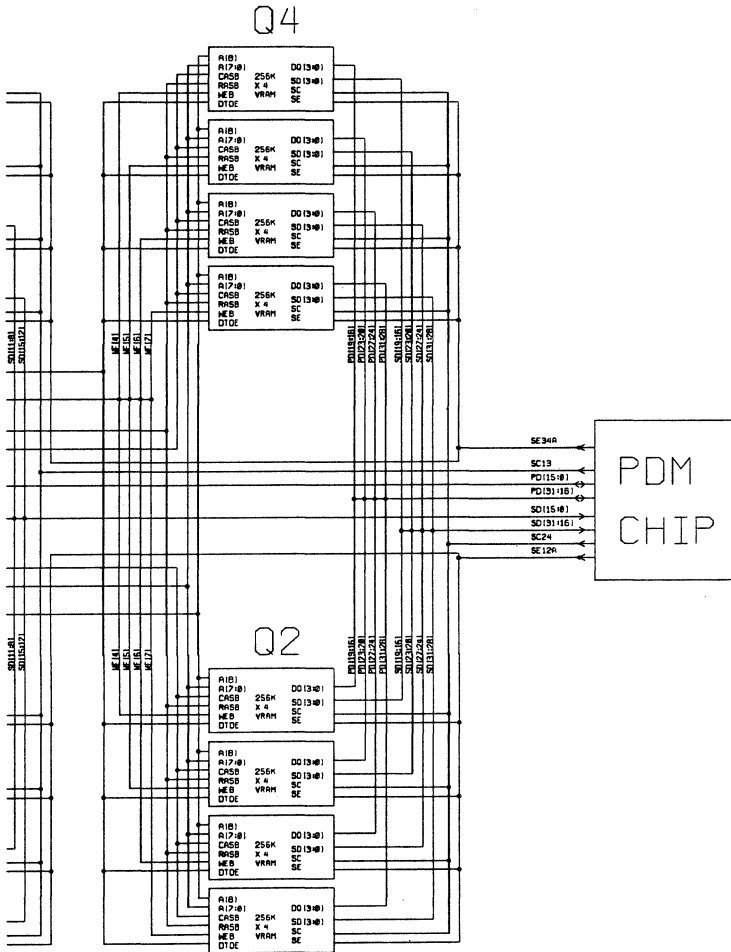 Q4
A(8)
A(7:0) DQ(3:0)
CASB 256K SD(3:0)
RASB X 4 SC
WEB VRAM SE
DTOE
A(8)
A(7:0) DQ(3:0)
CASB 256K SD(3:0)
RASB X 4 SC
WEB VRAM SE
DTOE
A(8)
A(7:0) DQ(3:0)
CASB 256K SD(3:0)
RASB X 4 SC
WEB VRAM SE
DTOE
A(8)
A(7:0) DQ(3:0)
CASB 256K SD(3:0)
RASB X 4 SC
WEB VRAM SE
DTOE
SD(11:8)
SD(15:12)
WE(4)
WE(5)
WE(6)
WE(7)
PD(19:16)
PD(23:20)
PD(27:24)
PD(31:28)
SD(19:16)
SD(23:20)
SD(27:24)
SD(31:28)
SE34A
SC13
PD(15:0)
PD(31:16)
SD(15:0)
SD(31:16)
SC24
SE12A
PDM
CHIP
SD(11:8)
SD(15:12)
WE(4)
WE(5)
WE(6)
WE(7)
Q2
PD(19:16)
PD(23:20)
PD(27:24)
PD(31:28)
SD(19:16)
SD(23:20)
SD(27:24)
SD(31:28)
A(8)
A(7:0) DQ(3:0)
CASB 256K SD(3:0)
RASB X 4 SC
WEB VRAM SE
DTOE
A(8)
A(7:0) DQ(3:0)
CASB 256K SD(3:0)
RASB X 4 SC
WEB VRAM SE
DTOE
A(8)
A(7:0) DQ(3:0)
CASB 256K SD(3:0)
RASB X 4 SC
WEB VRAM SE
DTOE
A(8)
A(7:0) DQ(3:0)
CASB 256K SD(3:0)
RASB X 4 SC
WEB VRAM SE
DTOE